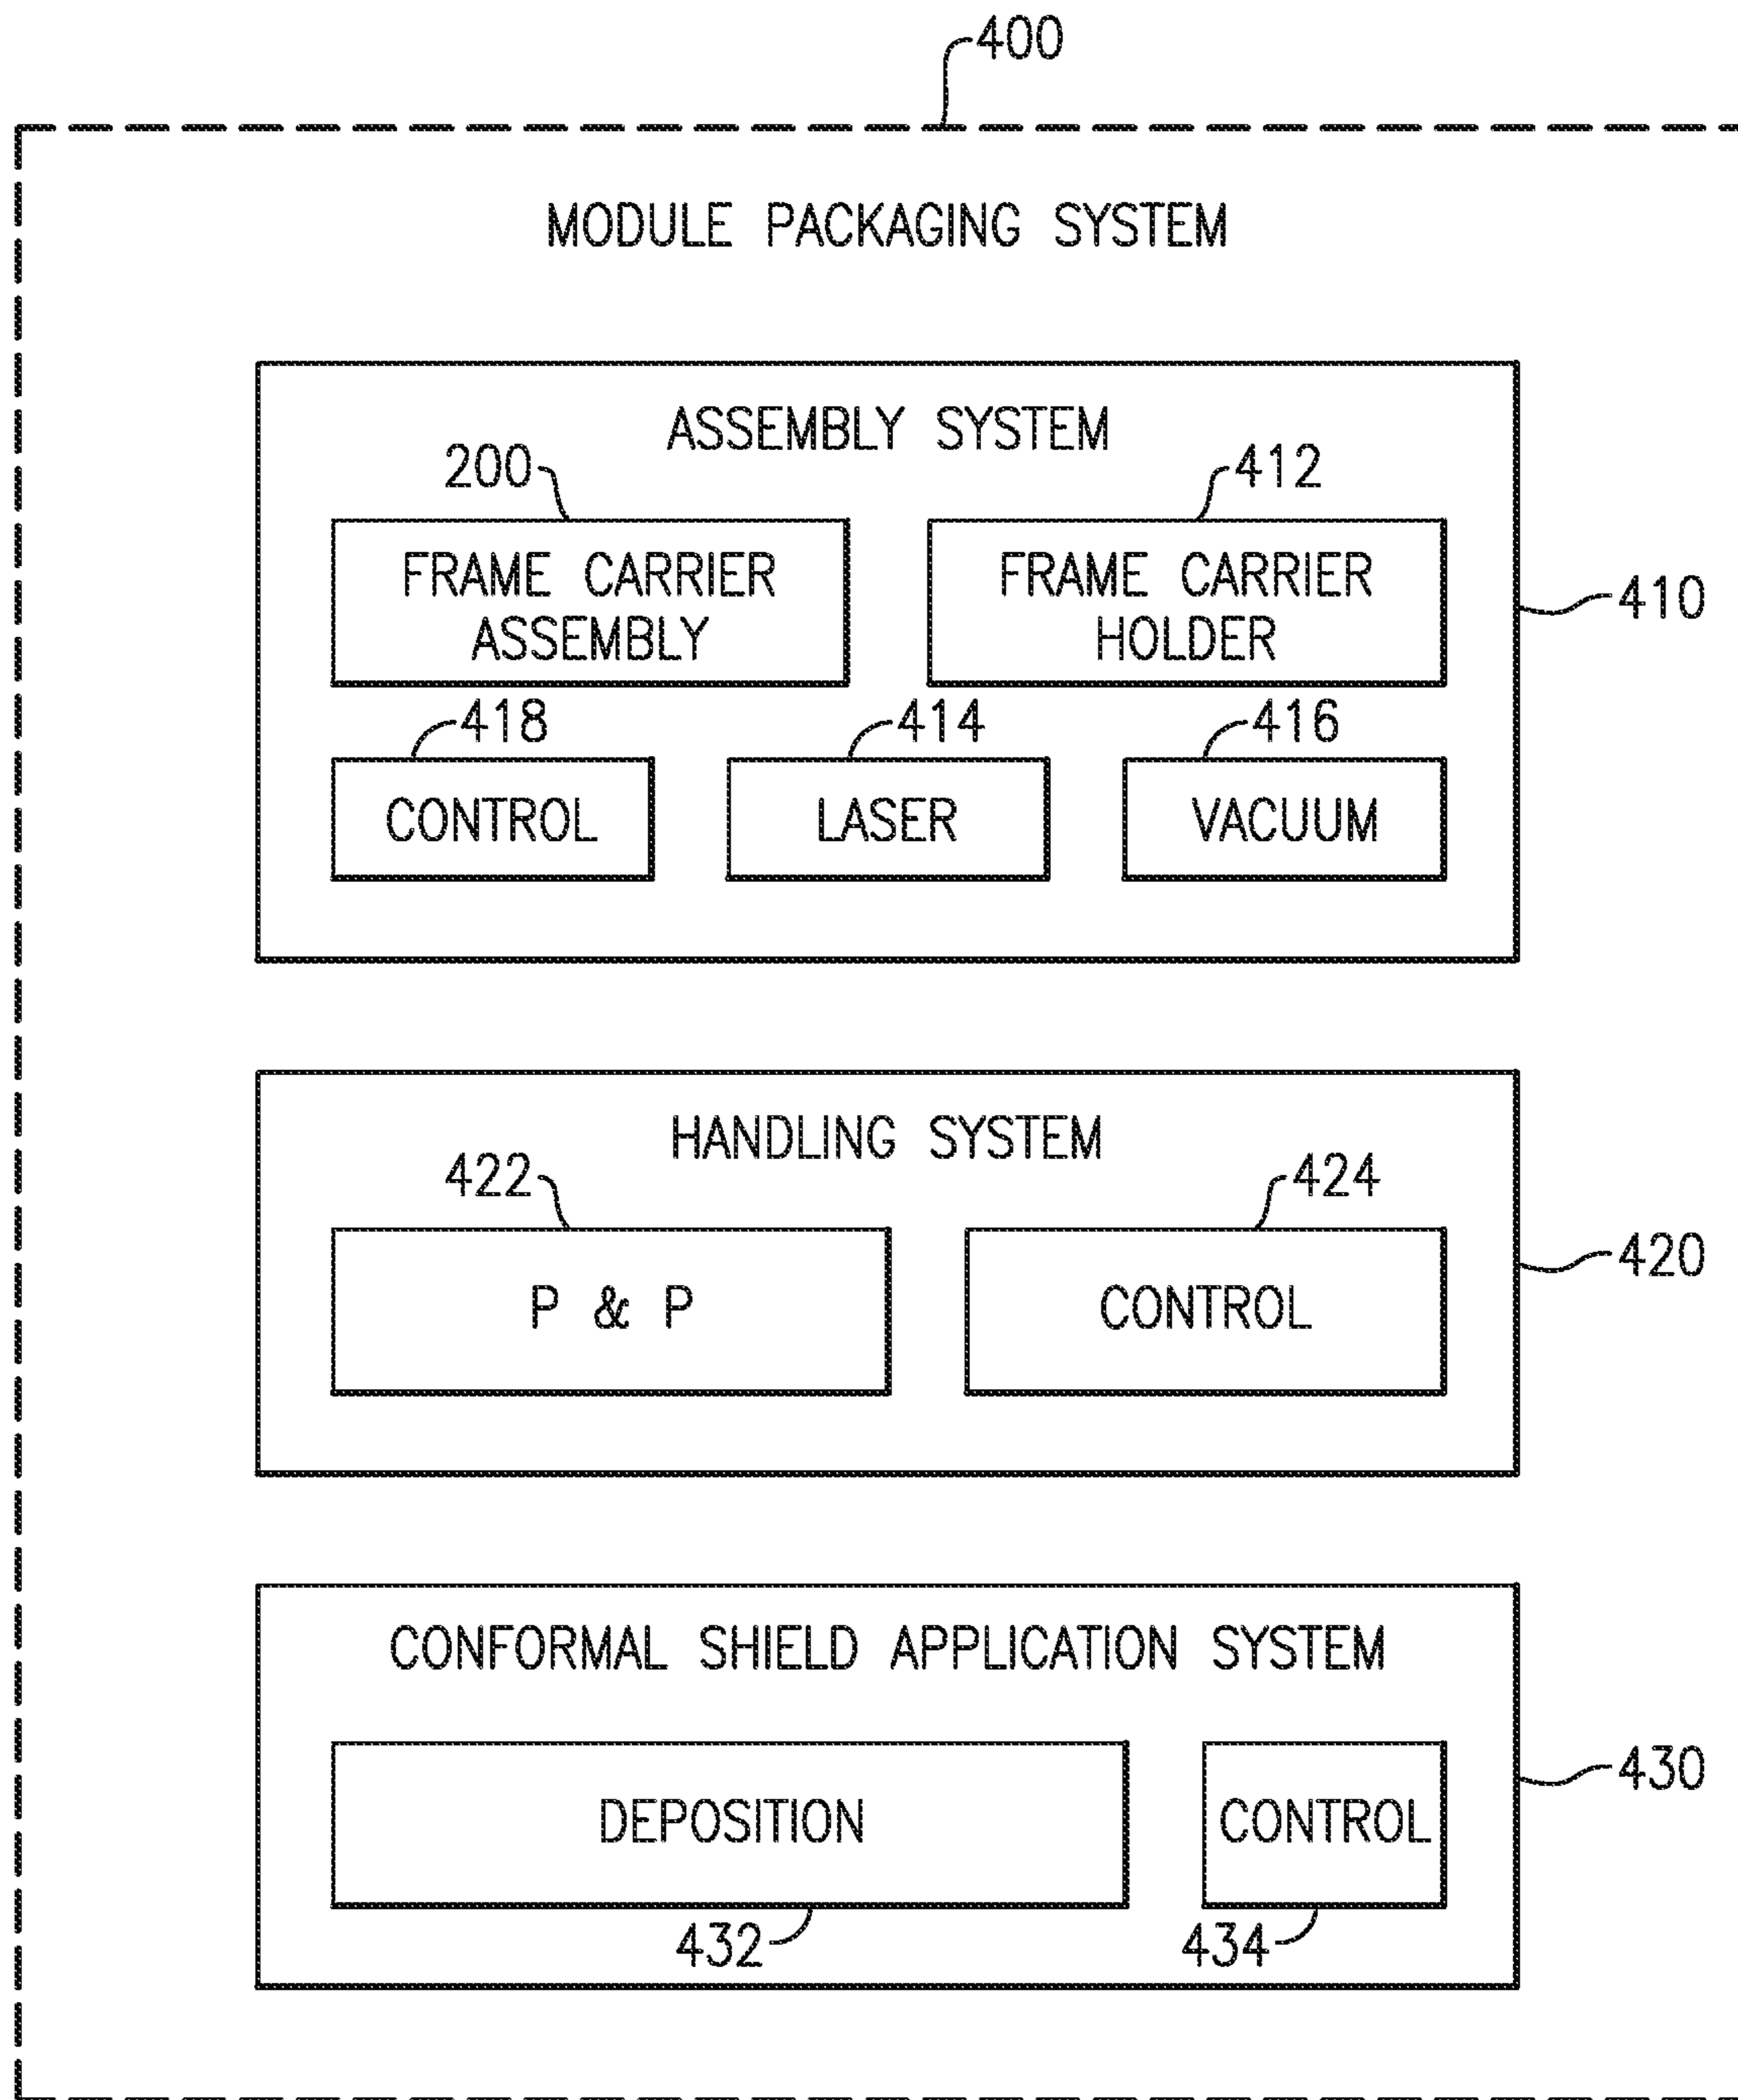 400
MODULE PACKAGING SYSTEM
ASSEMBLY SYSTEM
200
412
FRAME CARRIER
ASSEMBLY
FRAME CARRIER
HOLDER
410
418
414
416
CONTROL
LASER
VACUUM
HANDLING SYSTEM
422
424
P & P
CONTROL
420
CONFORMAL SHIELD APPLICATION SYSTEM
DEPOSITION
CONTROL
430
432
434